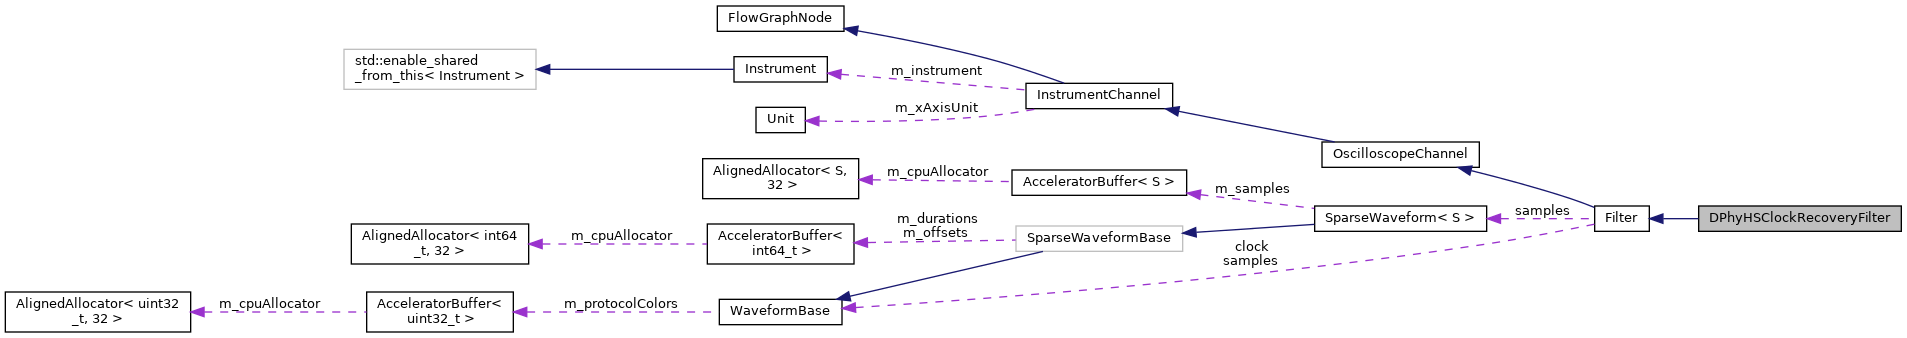 FlowGraphNode
std::enable_shared
_from_this< Instrument >
Instrument
m_instrument
InstrumentChannel
m_xAxisUnit
Unit
OscilloscopeChannel
AlignedAllocator< S,
32 >
m_cpuAllocator
AcceleratorBuffer< S >
m_samples
SparseWaveform< S >
samples
Filter
DPhyHSClockRecoveryFilter
AlignedAllocator< int64
_t, 32 >
m_cpuAllocator
AcceleratorBuffer<
int64_t >
m_durations
m_offsets
SparseWaveformBase
clock
samples
AlignedAllocator< uint32
_t, 32 >
m_cpuAllocator
AcceleratorBuffer<
uint32_t >
m_protocolColors
WaveformBase